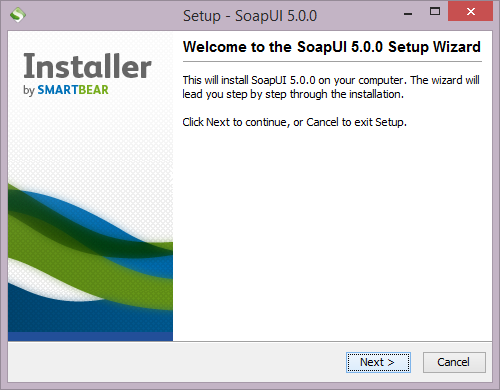 Setup - SoapUI 5.0.0
Installer
by SMARTBEAR
Welcome to the SoapUI 5.0.0 Setup Wizard
This will install SoapUI 5.0.0 on your computer. The wizard will
lead you step by step through the installation.
Click Next to continue, or Cancel to exit Setup.
Next >
Cancel